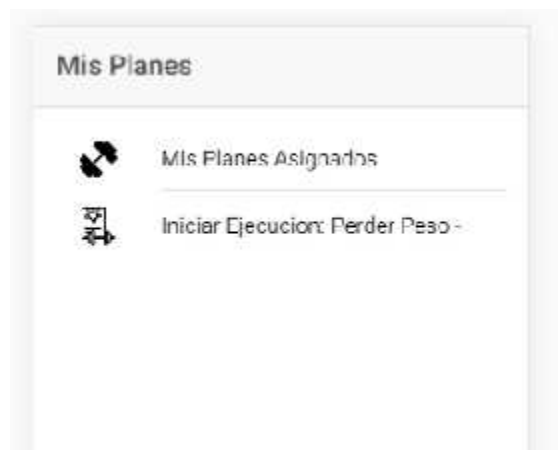 Mis Planes
Mis Planes Asignados
Iniciar Ejecucion: Perder Peso -